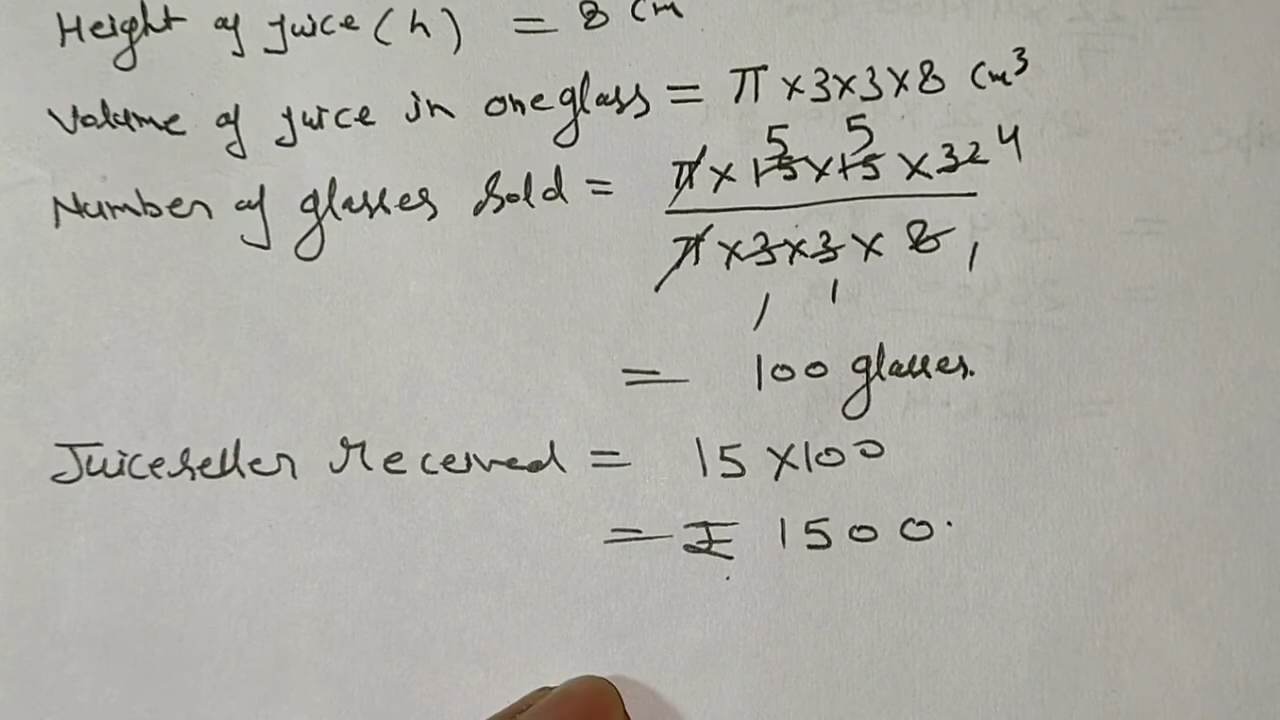 Height of juice (h) = 8 cm
Volume of juice in one glass = π × 3 × 3 × 8 cm³
5 5
Number of glasses sold = π × 15 × 15 × 32 4
π × 3 × 3 × 8 1
1 1
= 100 glasses.
Juiceseller received = 15 × 100
= ₹ 1500.